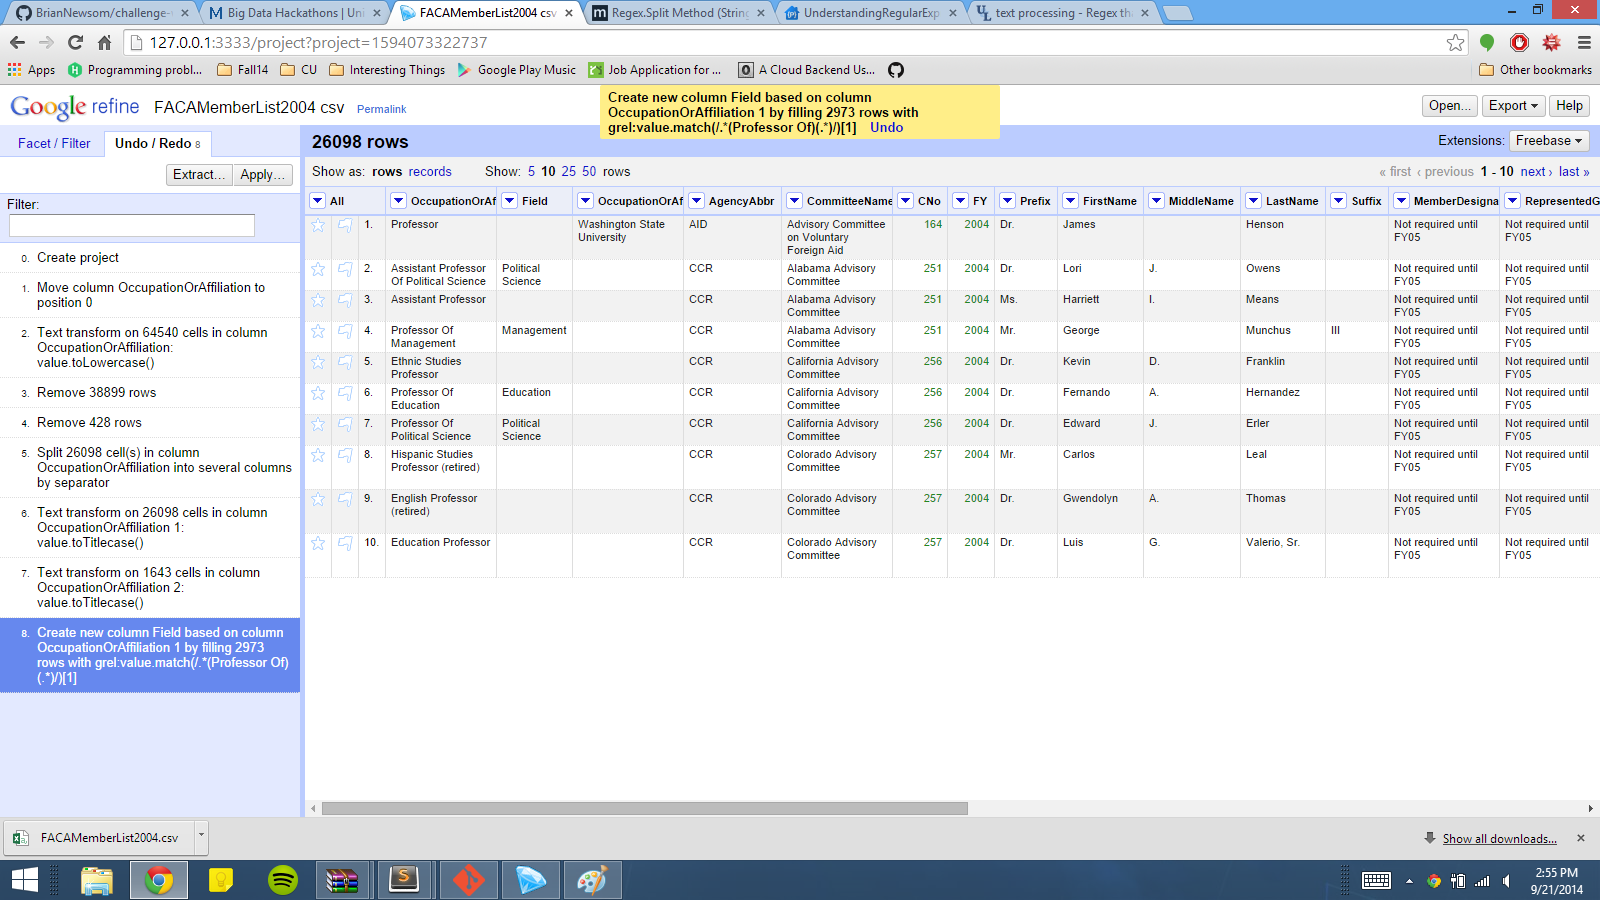 BrianNewsom/challenge-
Big Data Hackathons | Uni
FACAMemberList2004 csv
Regex.Split Method (String
UnderstandingRegularExp
text processing - Regex th
127.0.0.1:3333/project?project=1594073322737
Apps
Programming probl...
Fall14
CU
Interesting Things
Google Play Music
Job Application for ...
A Cloud Backend Us...
Other bookmarks
Google refine
FACAMemberList2004 csv
Permalink
Create new column Field based on column
OccupationOrAffiliation 1 by filling 2973 rows with
grel:value.match(/.*(Professor Of)(.*)/)[1] Undo
Open...
Export
Help
Facet / Filter
Undo / Redo 8
26098 rows
Extensions:
Freebase
Extract...
Apply...
Show as: rows records
Show: 5 10 25 50 rows
« first ‹ previous 1 - 10 next › last »
Filter:
All
OccupationOrAf
Field
OccupationOrAf
AgencyAbbr
CommitteeName
CNo
FY
Prefix
FirstName
MiddleName
LastName
Suffix
MemberDesigna
RepresentedG
0. Create project
1. Move column OccupationOrAffiliation to
position 0
2. Text transform on 64540 cells in column
OccupationOrAffiliation:
value.toLowercase()
3. Remove 38899 rows
4. Remove 428 rows
5. Split 26098 cell(s) in column
OccupationOrAffiliation into several columns
by separator
6. Text transform on 26098 cells in column
OccupationOrAffiliation 1:
value.toTitlecase()
7. Text transform on 1643 cells in column
OccupationOrAffiliation 2:
value.toTitlecase()
8. Create new column Field based on column
OccupationOrAffiliation 1 by filling 2973
rows with grel:value.match(/.*(Professor Of)
(.*)/)[1]
1. Professor Washington State AID Advisory Committee 164 2004 Dr. James Henson Not required until Not required until
University on Voluntary FY05 FY05
Foreign Aid
2. Assistant Professor Political CCR Alabama Advisory 251 2004 Dr. Lori J. Owens Not required until Not required until
Of Political Science Science Committee FY05 FY05
3. Assistant Professor CCR Alabama Advisory 251 2004 Ms. Harriett I. Means Not required until Not required until
Committee FY05 FY05
4. Professor Of Management CCR Alabama Advisory 251 2004 Mr. George Munchus III Not required until Not required until
Management Committee FY05 FY05
5. Ethnic Studies CCR California Advisory 256 2004 Dr. Kevin D. Franklin Not required until Not required until
Professor Committee FY05 FY05
6. Professor Of Education CCR California Advisory 256 2004 Dr. Fernando A. Hernandez Not required until Not required until
Education Committee FY05 FY05
7. Professor Of Political CCR California Advisory 256 2004 Dr. Edward J. Erler Not required until Not required until
Political Science Science Committee FY05 FY05
8. Hispanic Studies CCR Colorado Advisory 257 2004 Mr. Carlos Leal Not required until Not required until
Professor (retired) Committee FY05 FY05
9. English Professor CCR Colorado Advisory 257 2004 Dr. Gwendolyn A. Thomas Not required until Not required until
(retired) Committee FY05 FY05
10. Education Professor CCR Colorado Advisory 257 2004 Dr. Luis G. Valerio, Sr. Not required until Not required until
Committee FY05 FY05
FACAMemberList2004.csv
Show all downloads...
2:55 PM
9/21/2014